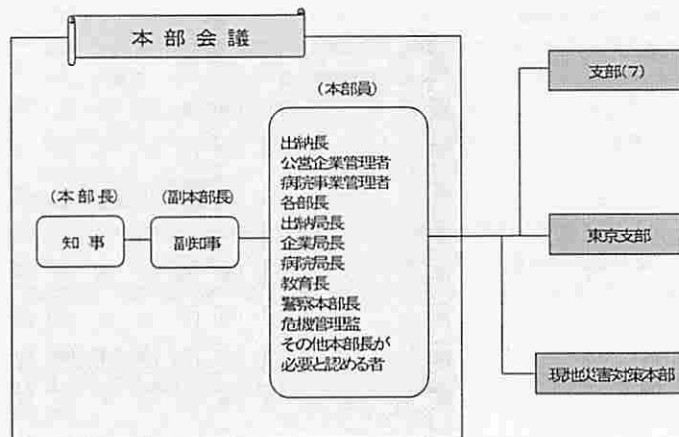 本部会議
(本部長)
知事
(副本部長)
副知事
(本部員)
出納長
公営企業管理者
病院事業管理者
各部長
出納局長
企業局長
病院局長
教育長
警察本部長
危機管理監
その他本部長が
必要と認める者
支部(7)
東京支部
現地災害対策本部